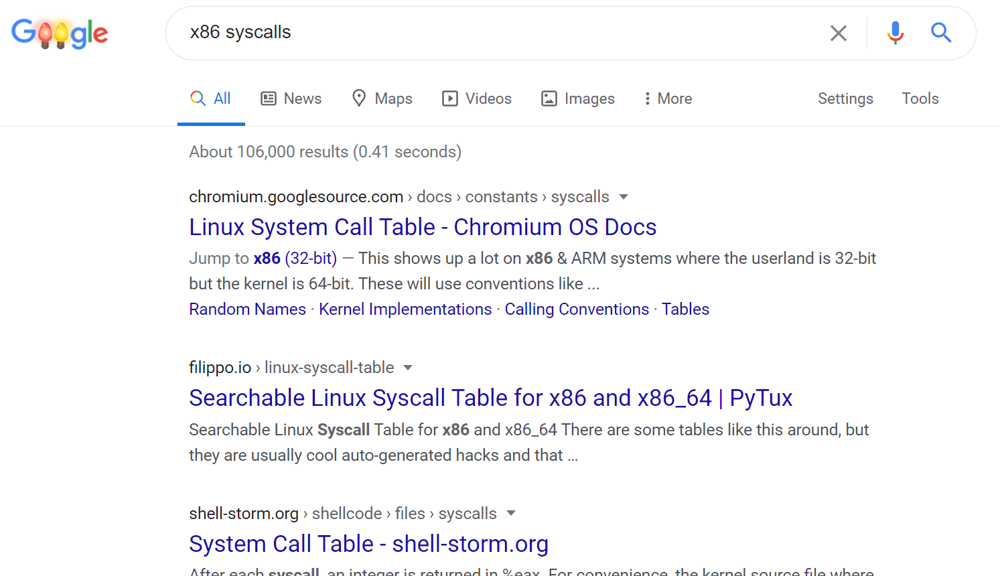 Google
x86 syscalls
All News Maps Videos Images More Settings Tools
About 106,000 results (0.41 seconds)
chromium.googlesource.com › docs › constants › syscalls
Linux System Call Table - Chromium OS Docs
Jump to x86 (32-bit) — This shows up a lot on x86 & ARM systems where the userland is 32-bit
but the kernel is 64-bit. These will use conventions like ...
Random Names · Kernel Implementations · Calling Conventions · Tables
filippo.io › linux-syscall-table
Searchable Linux Syscall Table for x86 and x86_64 | PyTux
Searchable Linux Syscall Table for x86 and x86_64 There are some tables like this around, but
they are usually cool auto-generated hacks and that ...
shell-storm.org › shellcode › files › syscalls
System Call Table - shell-storm.org
After each syscall, an integer is returned in %eax. For convenience, the kernel source file where